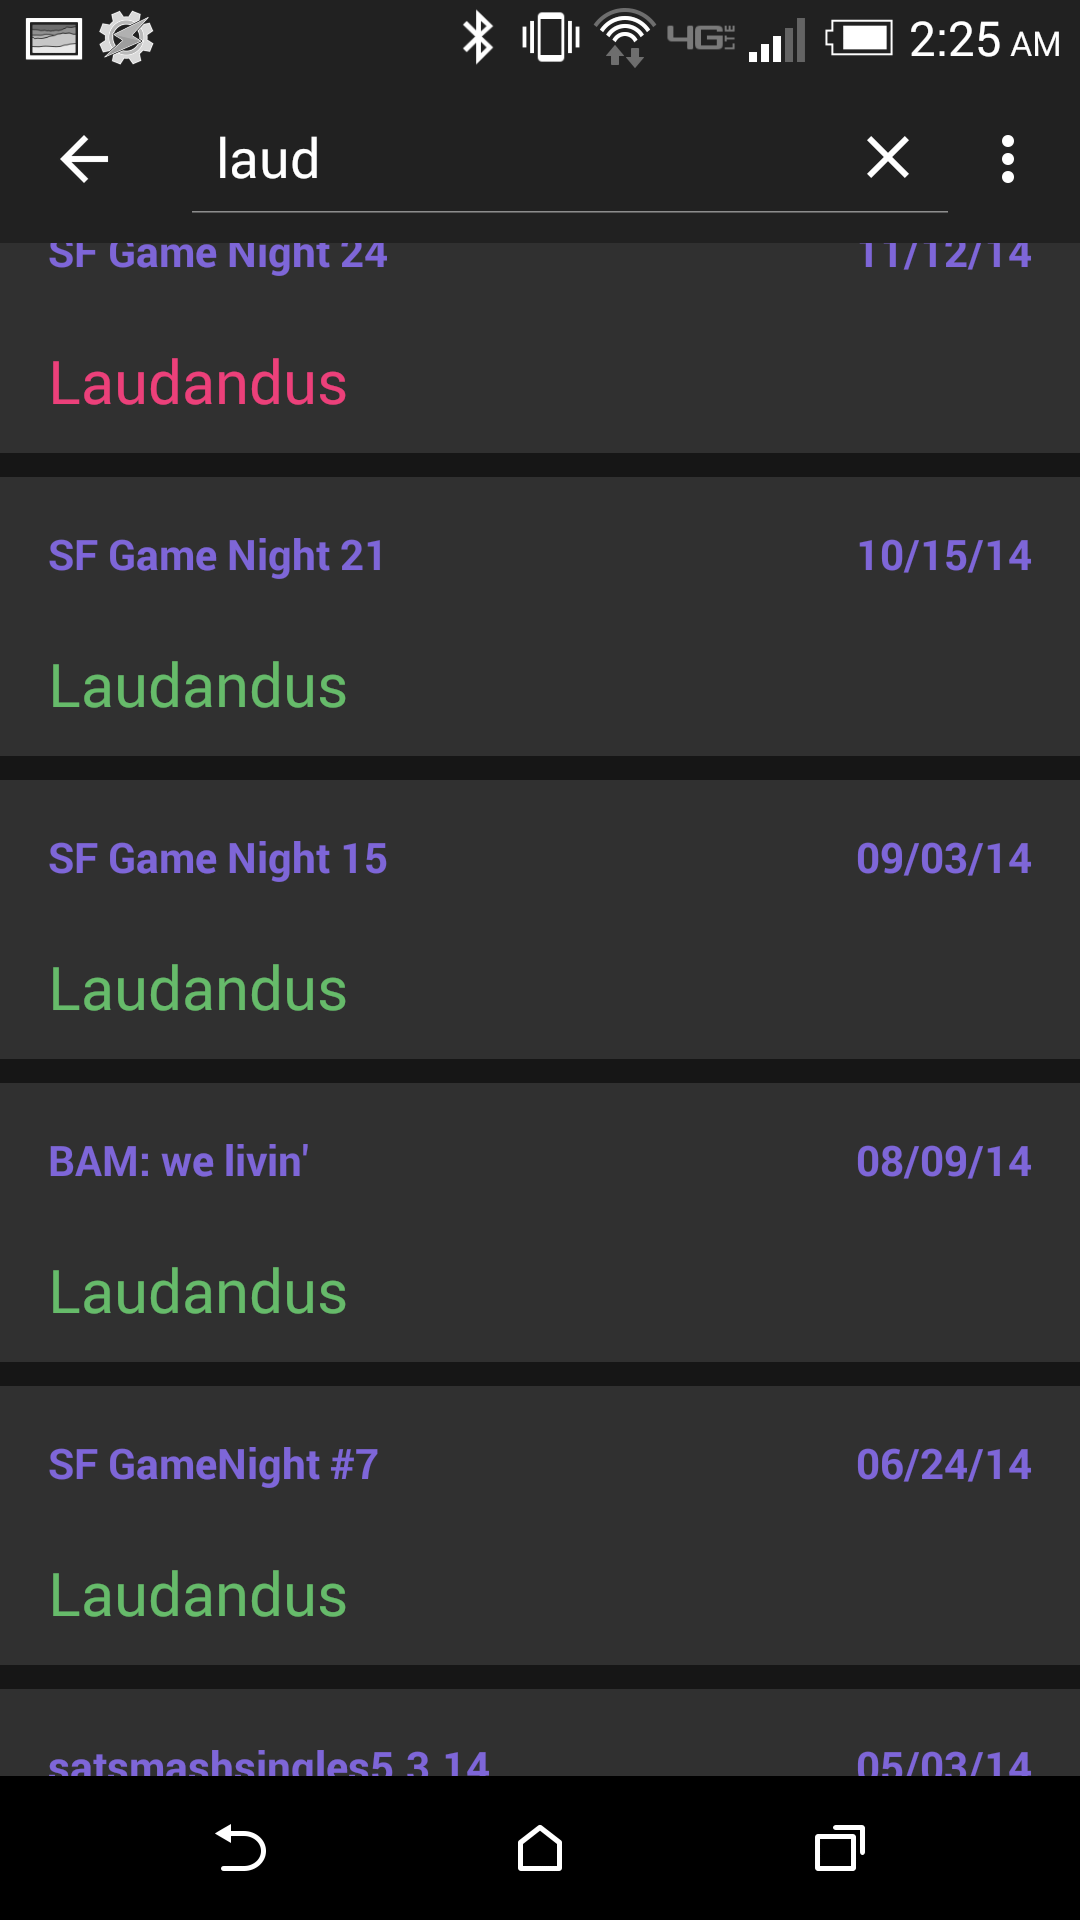 4G LTE 2:25 AM
laud
SF Game Night 24 11/12/14
Laudandus
SF Game Night 21 10/15/14
Laudandus
SF Game Night 15 09/03/14
Laudandus
BAM: we livin' 08/09/14
Laudandus
SF GameNight #7 06/24/14
Laudandus
satsmashsingles5 3 14 05/03/14